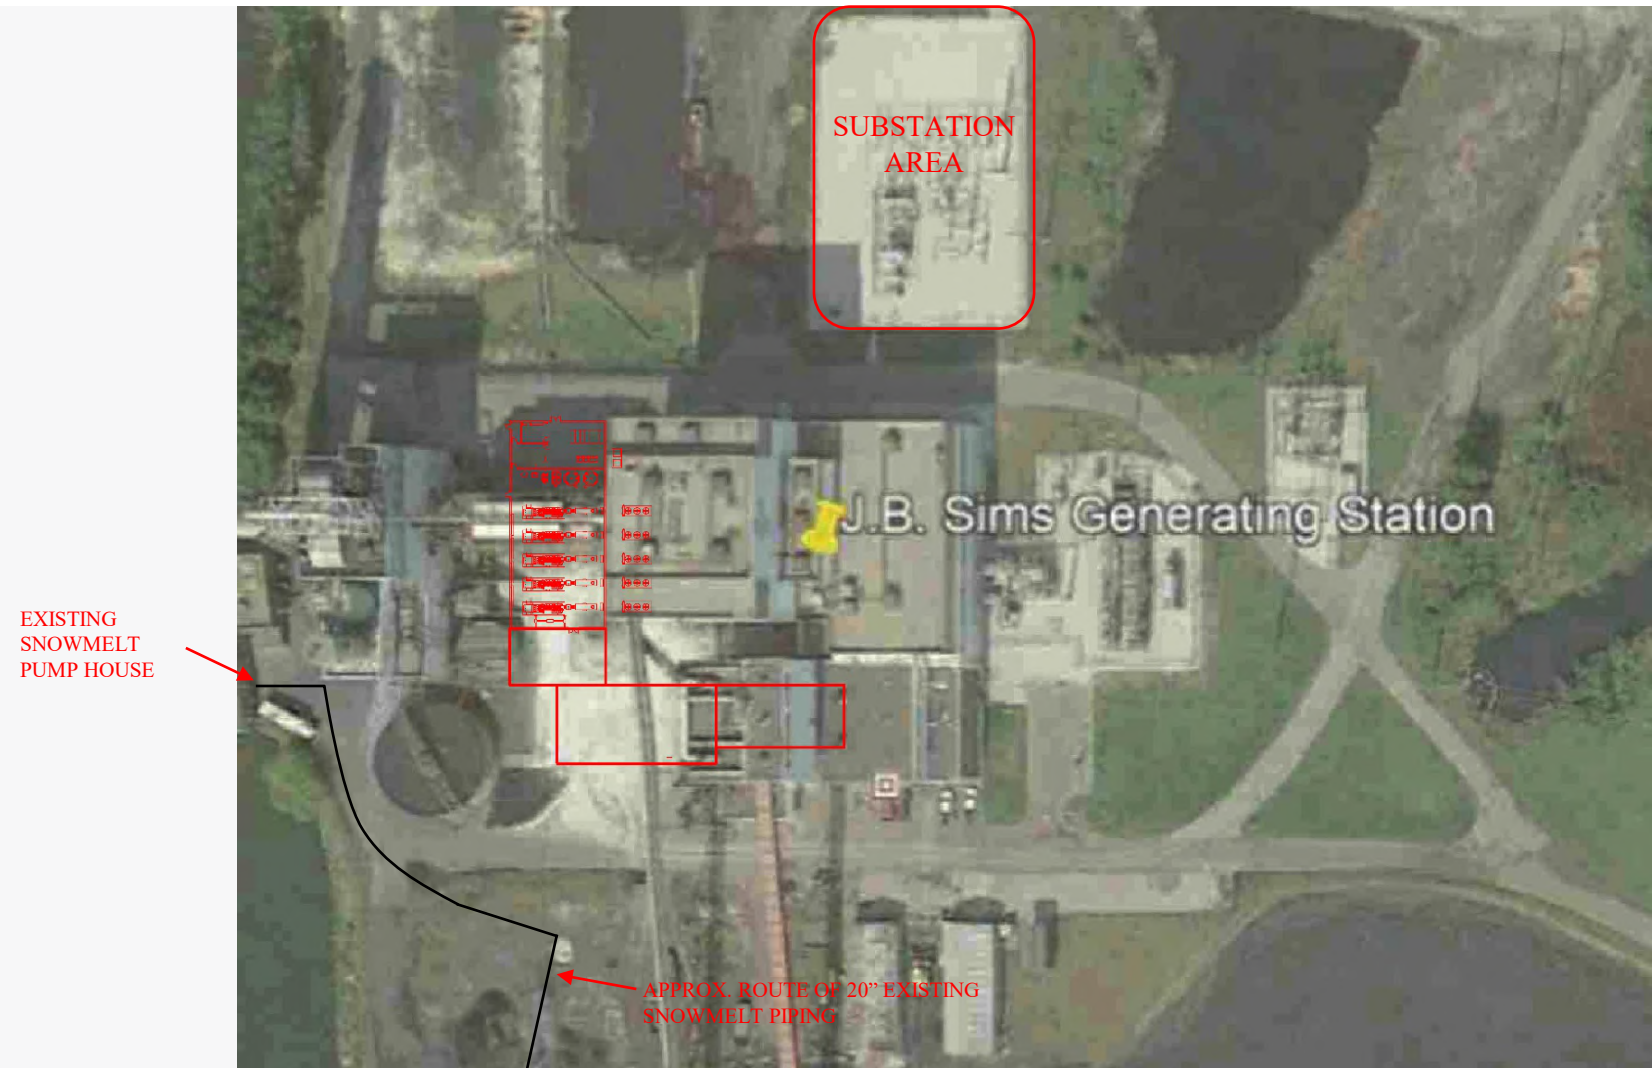 SUBSTATION
AREA
J.B. Sims Generating Station
EXISTING
SNOWMELT
PUMP HOUSE
APPROX. ROUTE OF 20” EXISTING
SNOWMELT PIPING